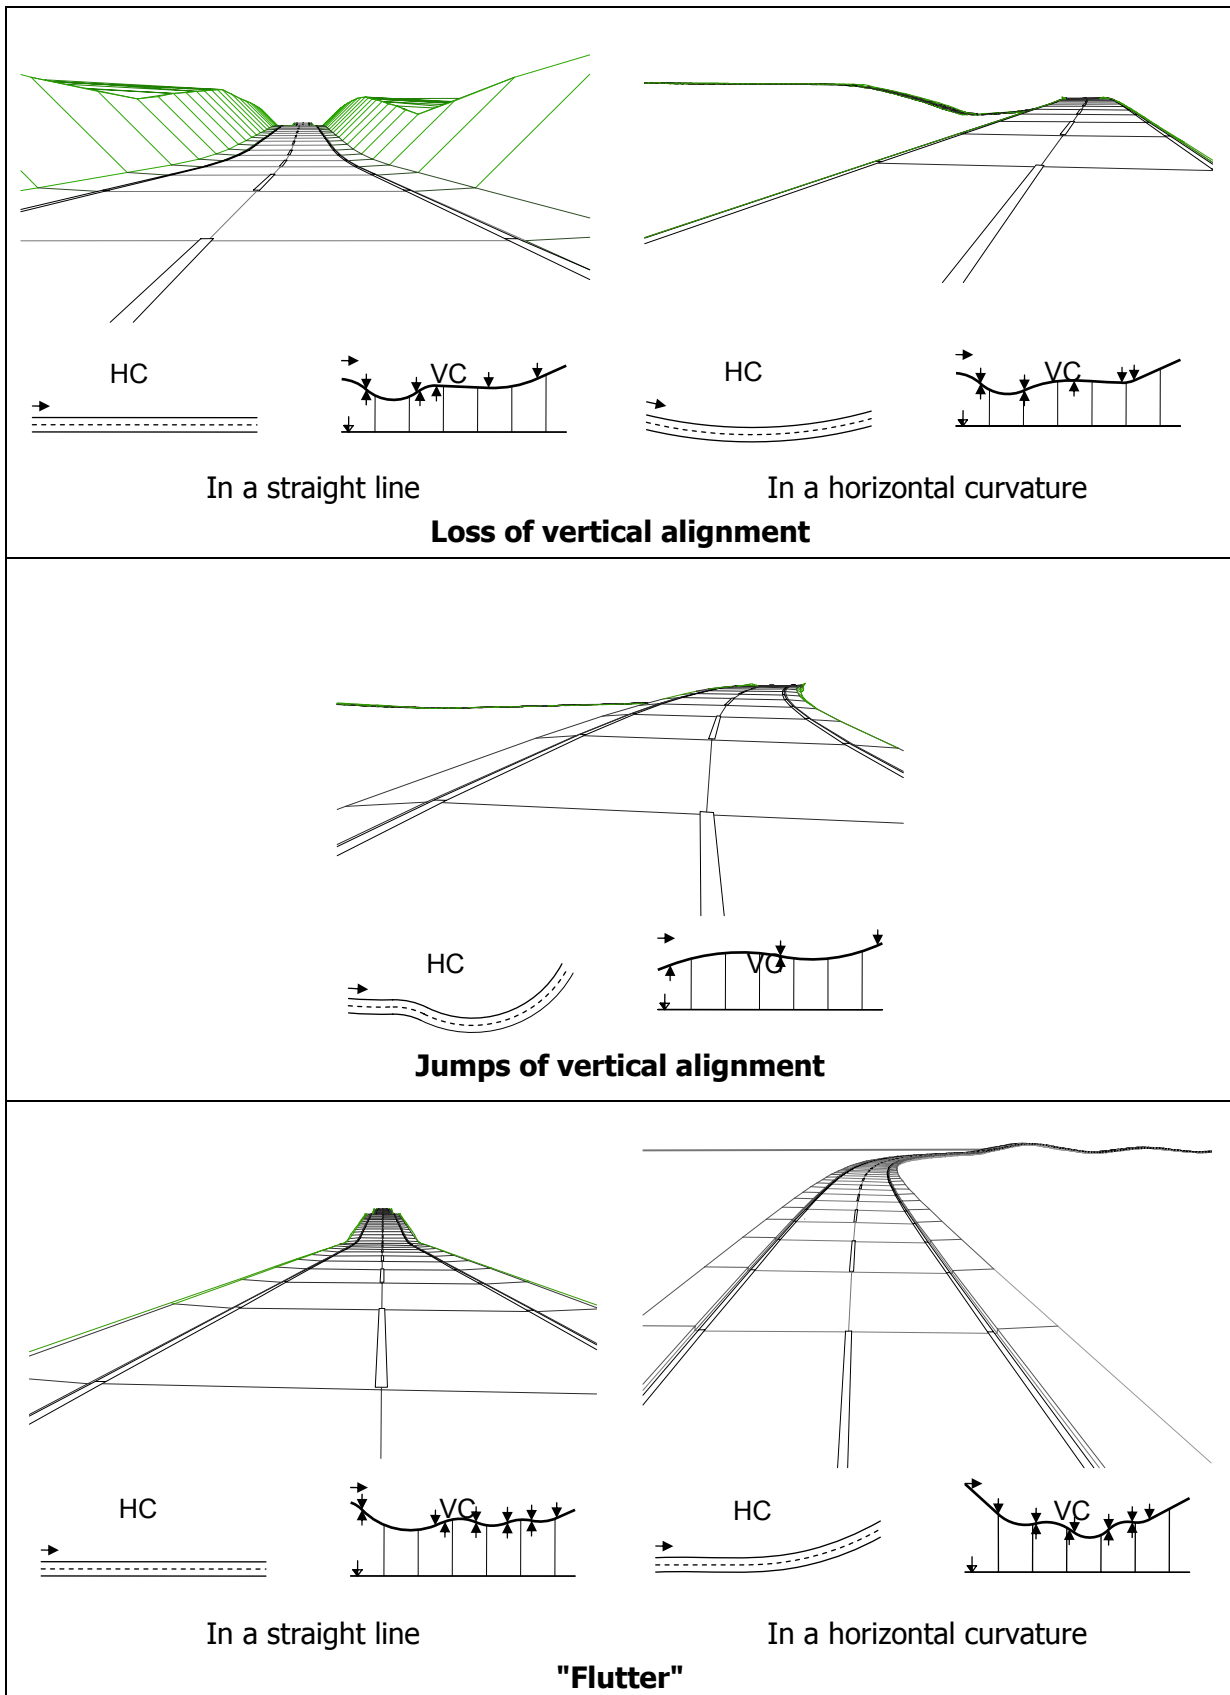 HC
VC
HC
VC
In a straight line
In a horizontal curvature
Loss of vertical alignment
HC
VC
Jumps of vertical alignment
HC
VC
HC
VC
In a straight line
In a horizontal curvature
"Flutter"